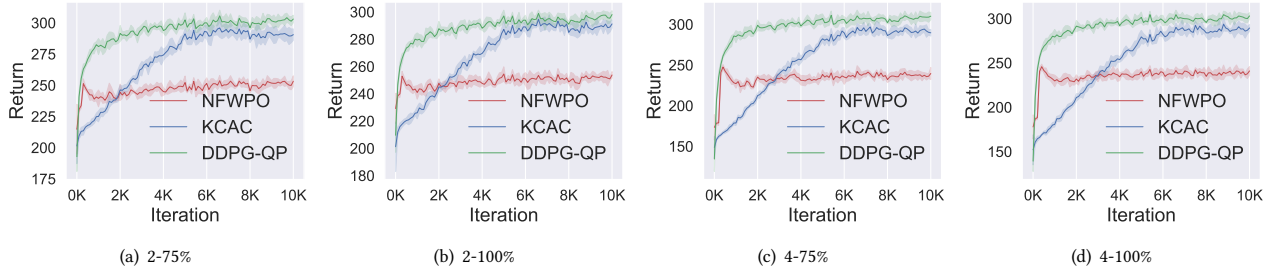 Return
300
275
250
225
200
175
NFWPO
KCAC
DDPG-QP
0K 2K 4K 6K 8K 10K
Iteration
(a) 2-75%
Return
300
280
260
240
220
200
180
NFWPO
KCAC
DDPG-QP
0K 2K 4K 6K 8K 10K
Iteration
(b) 2-100%
Return
300
250
200
150
NFWPO
KCAC
DDPG-QP
0K 2K 4K 6K 8K 10K
Iteration
(c) 4-75%
Return
300
250
200
150
NFWPO
KCAC
DDPG-QP
0K 2K 4K 6K 8K 10K
Iteration
(d) 4-100%